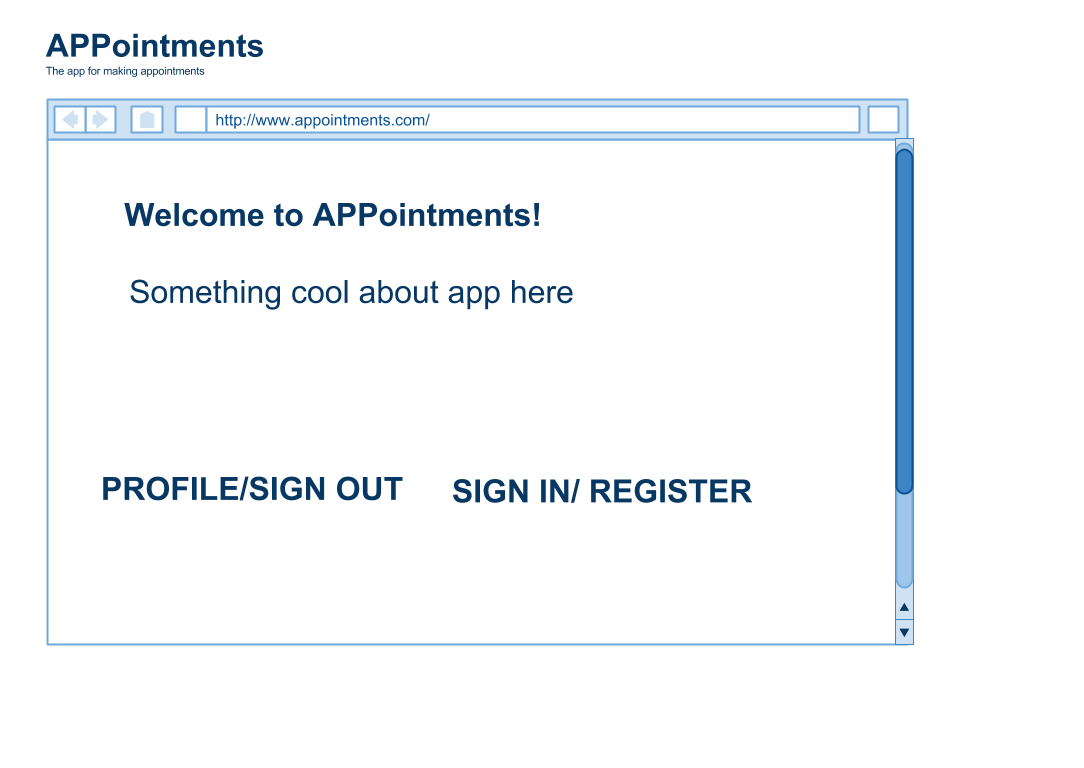 APPointments
The app for making appointments
http://www.appointments.com/
Welcome to APPointments!
Something cool about app here
PROFILE/SIGN OUT
SIGN IN/ REGISTER